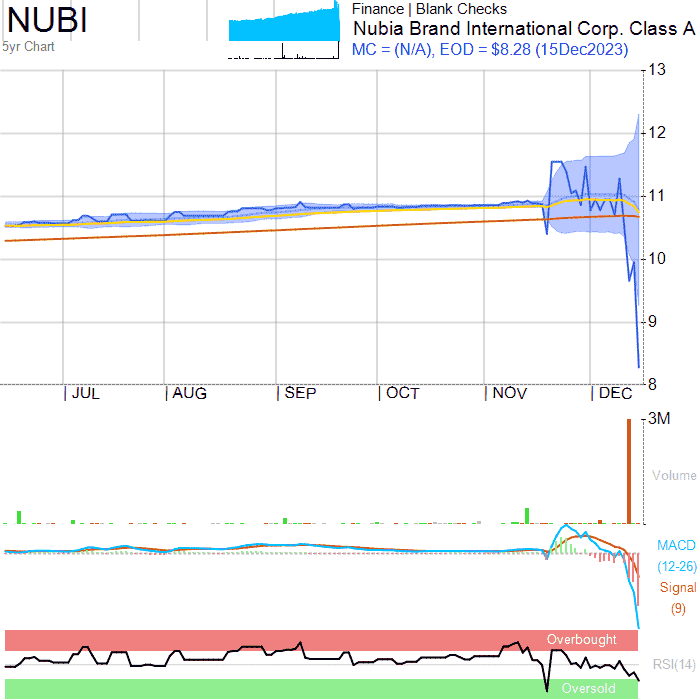 NUBI
5yr Chart
Finance | Blank Checks
Nubia Brand International Corp. Class A
MC = (N/A), EOD = $8.28 (15Dec2023)
13
12
11
10
9
8
JUL AUG SEP OCT NOV DEC
3M
Volume
MACD
(12-26)
Signal
(9)
Overbought
RSI(14)
Oversold